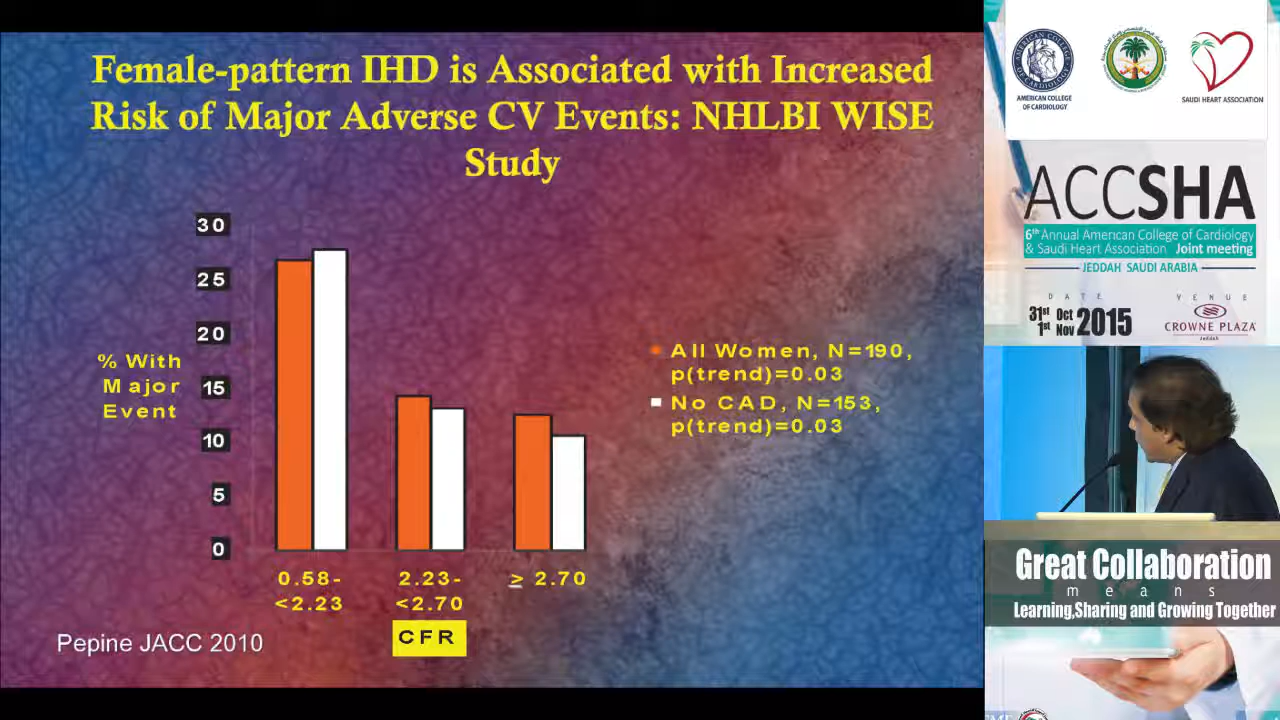 Female-pattern IHD is Associated with Increased
Risk of Major Adverse CV Events: NHLBI WISE
Study
30
25
20
15
10
5
0
% With
Major
Event
0.58-
<2.23
2.23-
<2.70
≥ 2.70
CFR
All Women, N=190,
p(trend)=0.03
No CAD, N=153,
p(trend)=0.03
Pepine JACC 2010
AMERICAN COLLEGE
OF CARDIOLOGY
SAUDI HEART ASSOCIATION
ACCSHA
6th Annual American College of Cardiology
& Saudi Heart Association Joint meeting
JEDDAH SAUDI ARABIA
DATE
31st Oct
1st Nov 2015
VENUE
CROWNE PLAZA
Jeddah
Great Collaboration
means
Learning,Sharing and Growing Together